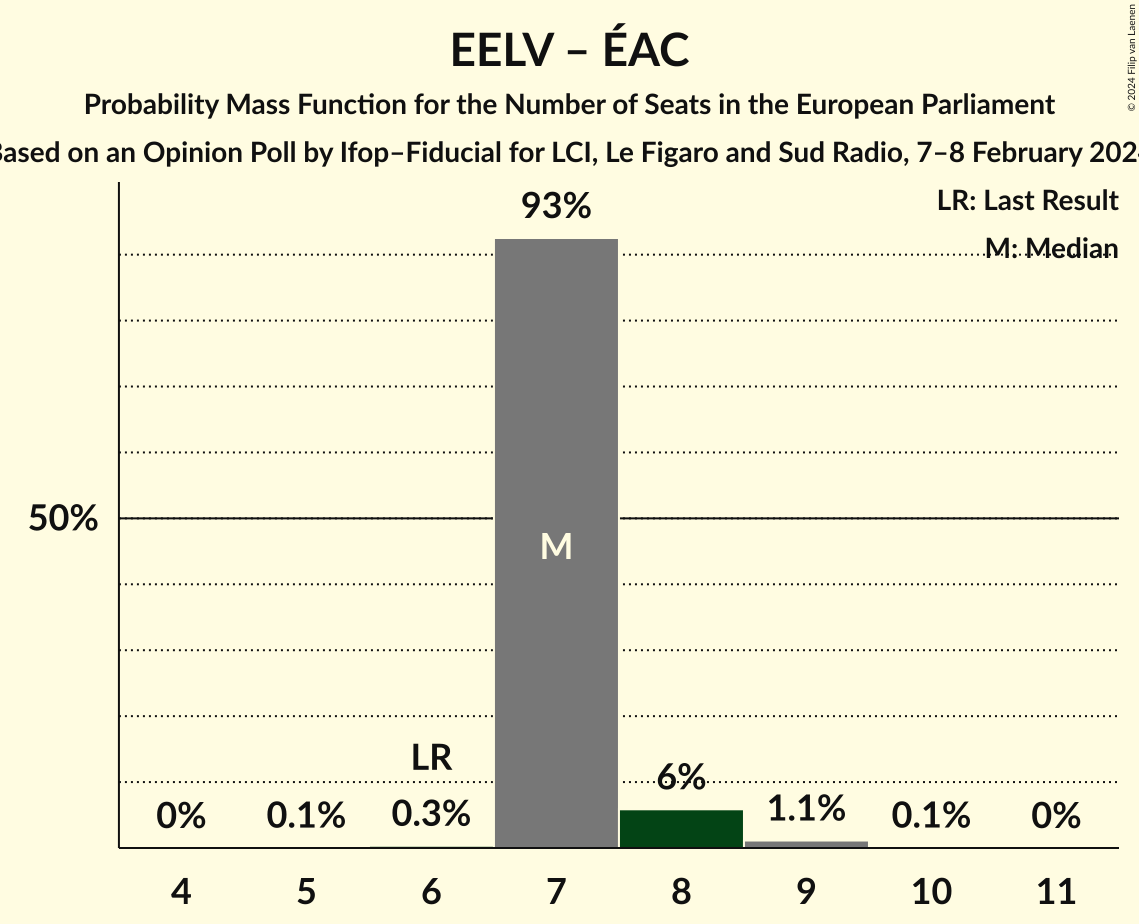 EELV – ÉAC
Probability Mass Function for the Number of Seats in the European Parliament
Based on an Opinion Poll by Ifop–Fiducial for LCI, Le Figaro and Sud Radio, 7–8 February 2024
© 2024 Filip van Laenen
LR: Last Result
M: Median
93%
50%
M
LR
6%
0% 0.1% 0.3% 1.1% 0.1% 0%
4 5 6 7 8 9 10 11